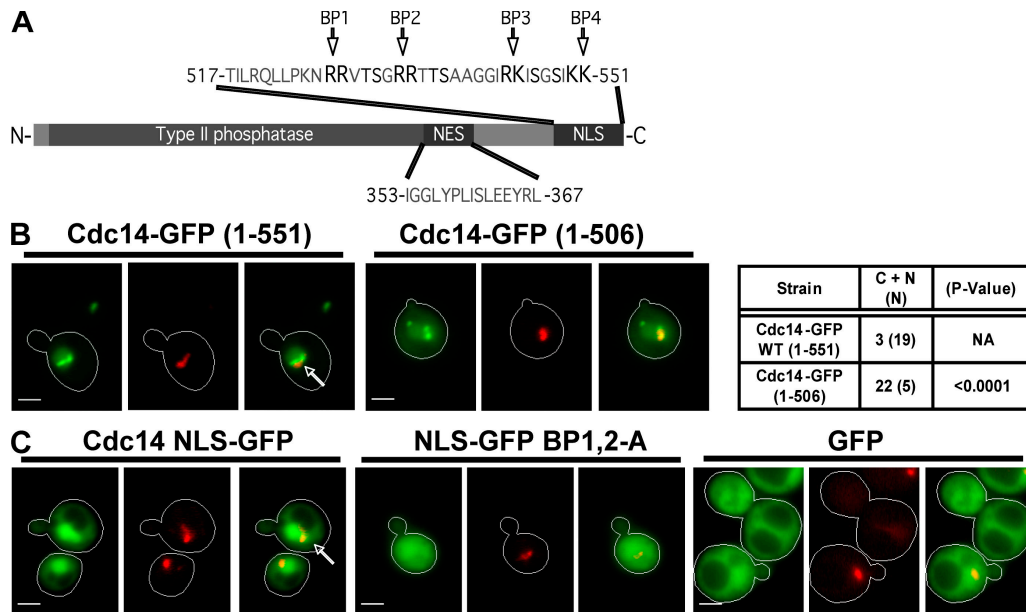 A
BP1 BP2 BP3 BP4
517-TILRQLLPKNRRVTSGRRTTSAAGGIRKISGSIKK-551
N- Type II phosphatase NES NLS -C
353-IGGLYPLISLEEYRL-367
B Cdc14-GFP (1-551) Cdc14-GFP (1-506)
Strain C + N (N) (P-Value)
Cdc14-GFP WT (1-551) 3 (19) NA
Cdc14-GFP (1-506) 22 (5) <0.0001
C Cdc14 NLS-GFP NLS-GFP BP1,2-A GFP